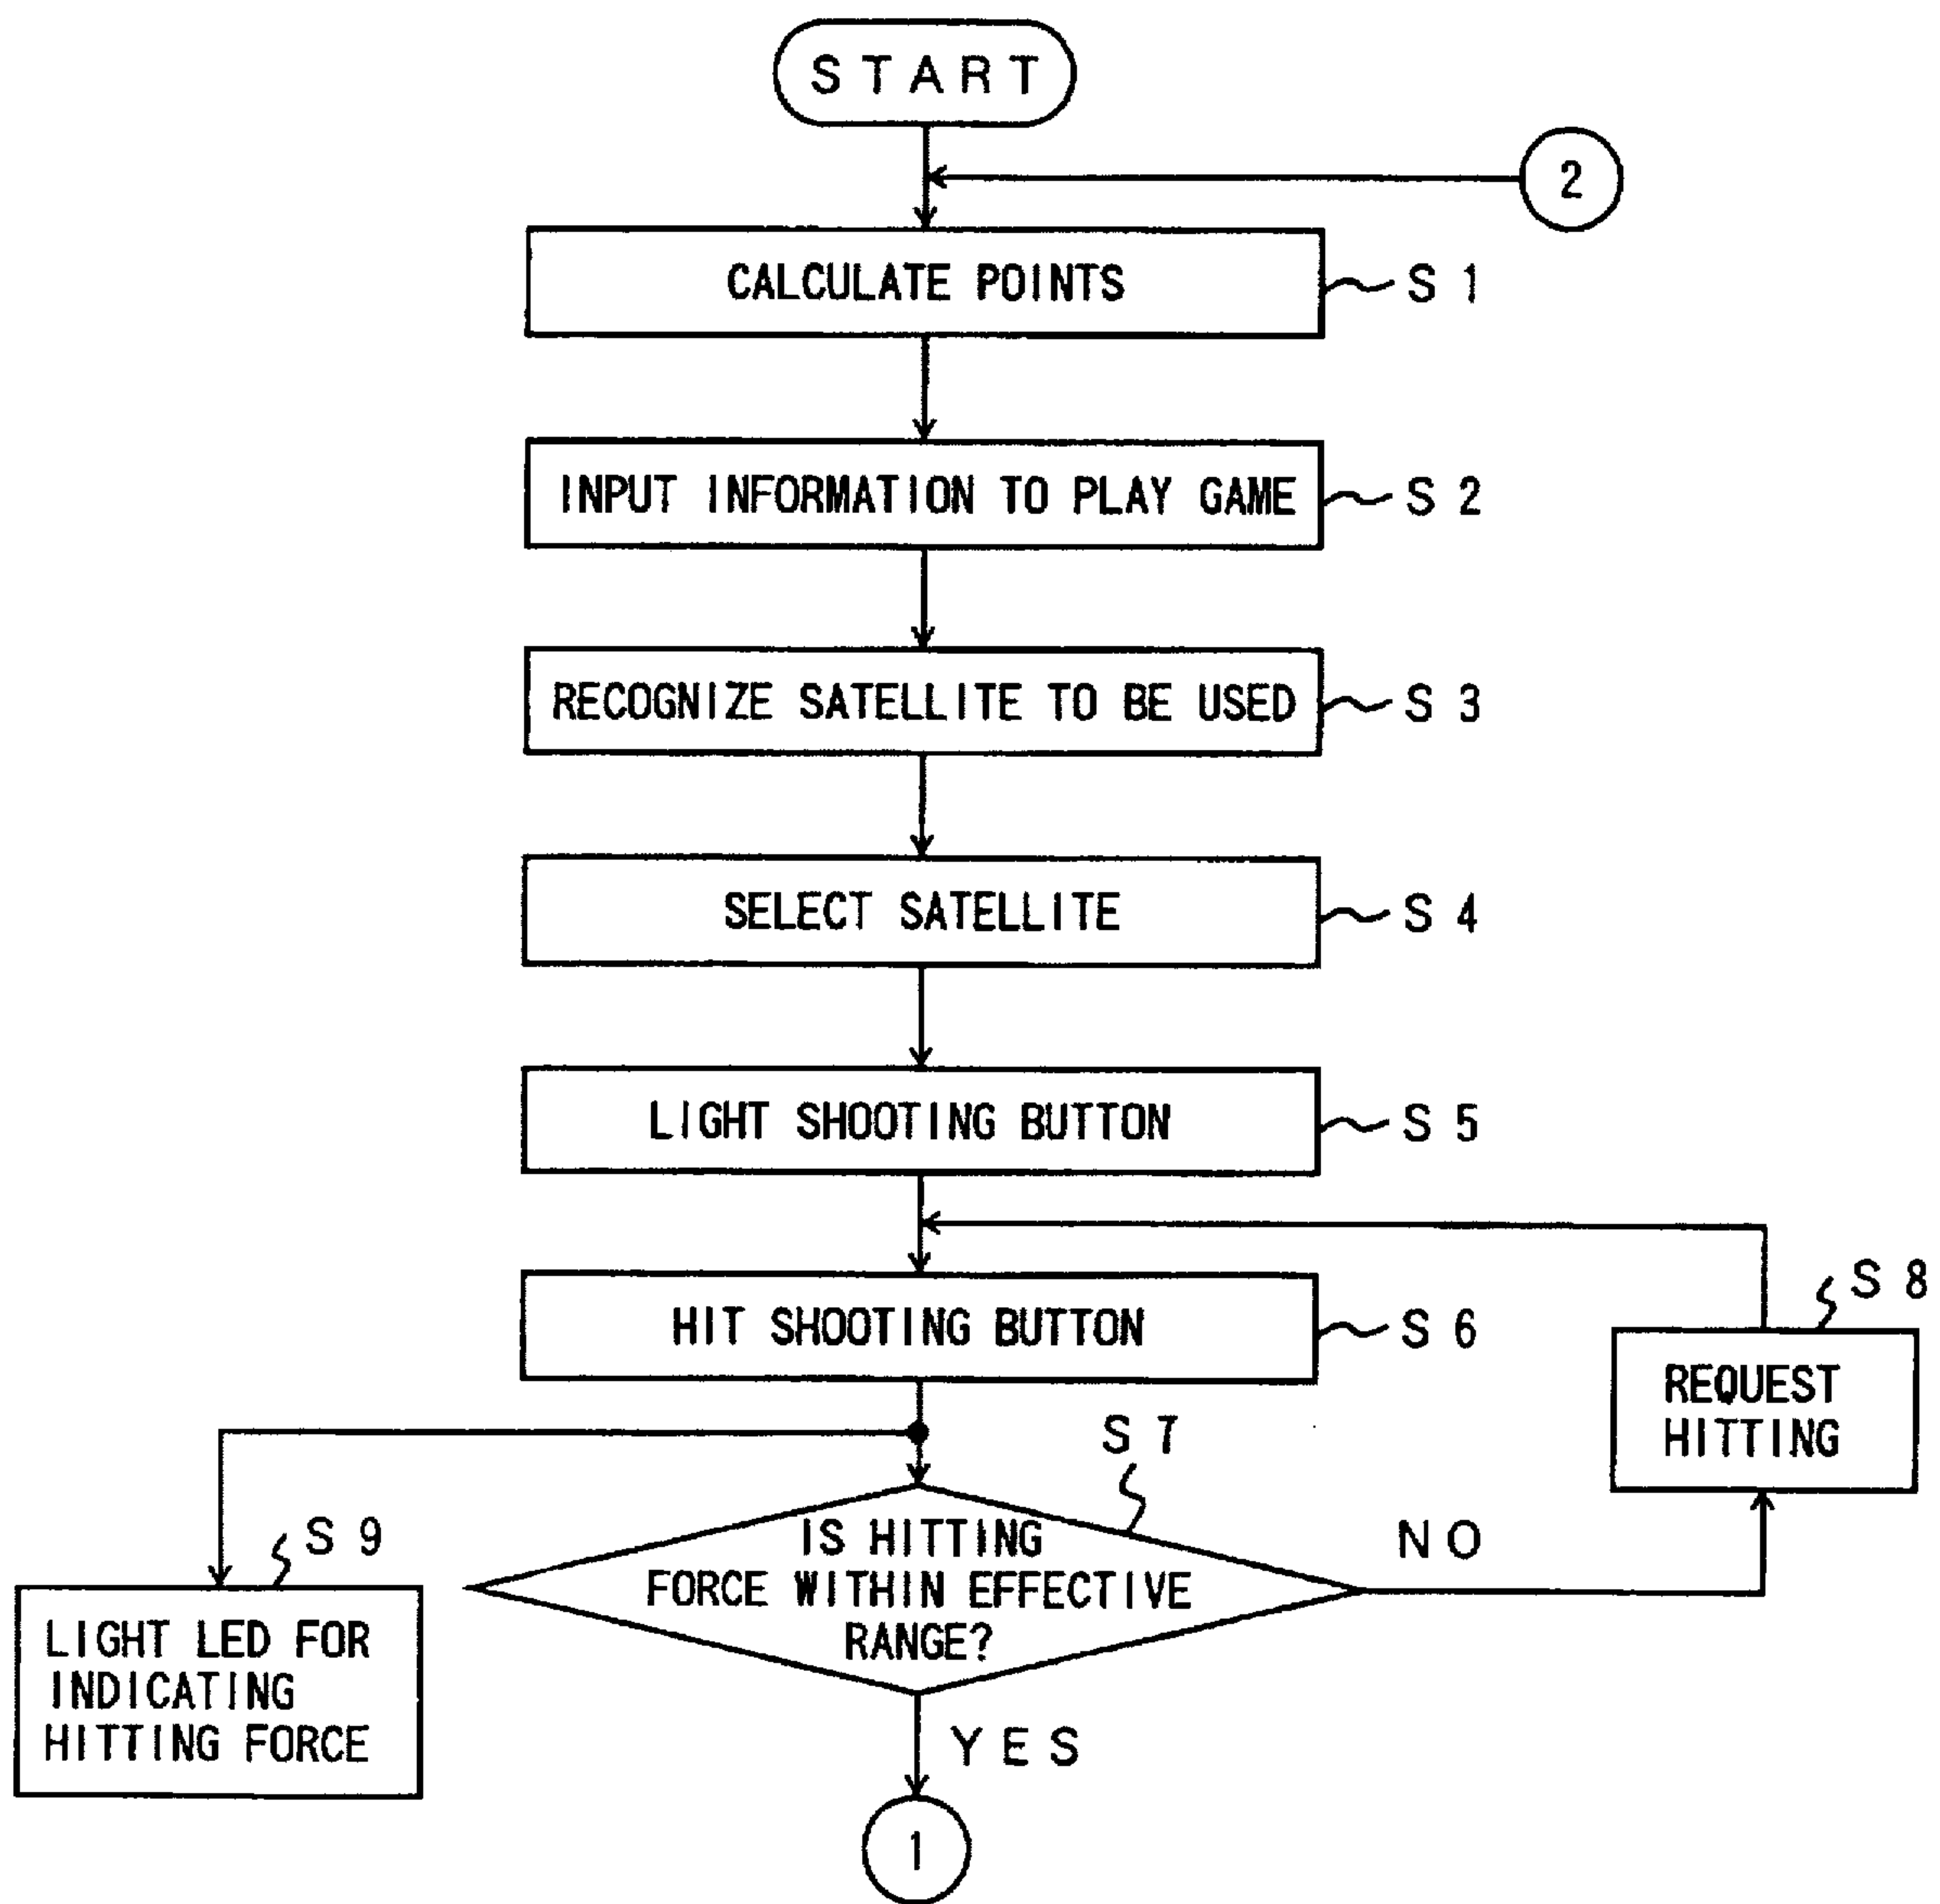 START
2
CALCULATE POINTS
S 1
INPUT INFORMATION TO PLAY GAME
S 2
RECOGNIZE SATELLITE TO BE USED
S 3
SELECT SATELLITE
S 4
LIGHT SHOOTING BUTTON
S 5
HIT SHOOTING BUTTON
S 6
S 8
REQUEST
HITTING
S 7
IS HITTING
FORCE WITHIN EFFECTIVE
RANGE?
NO
S 9
LIGHT LED FOR
INDICATING
HITTING FORCE
YES
1